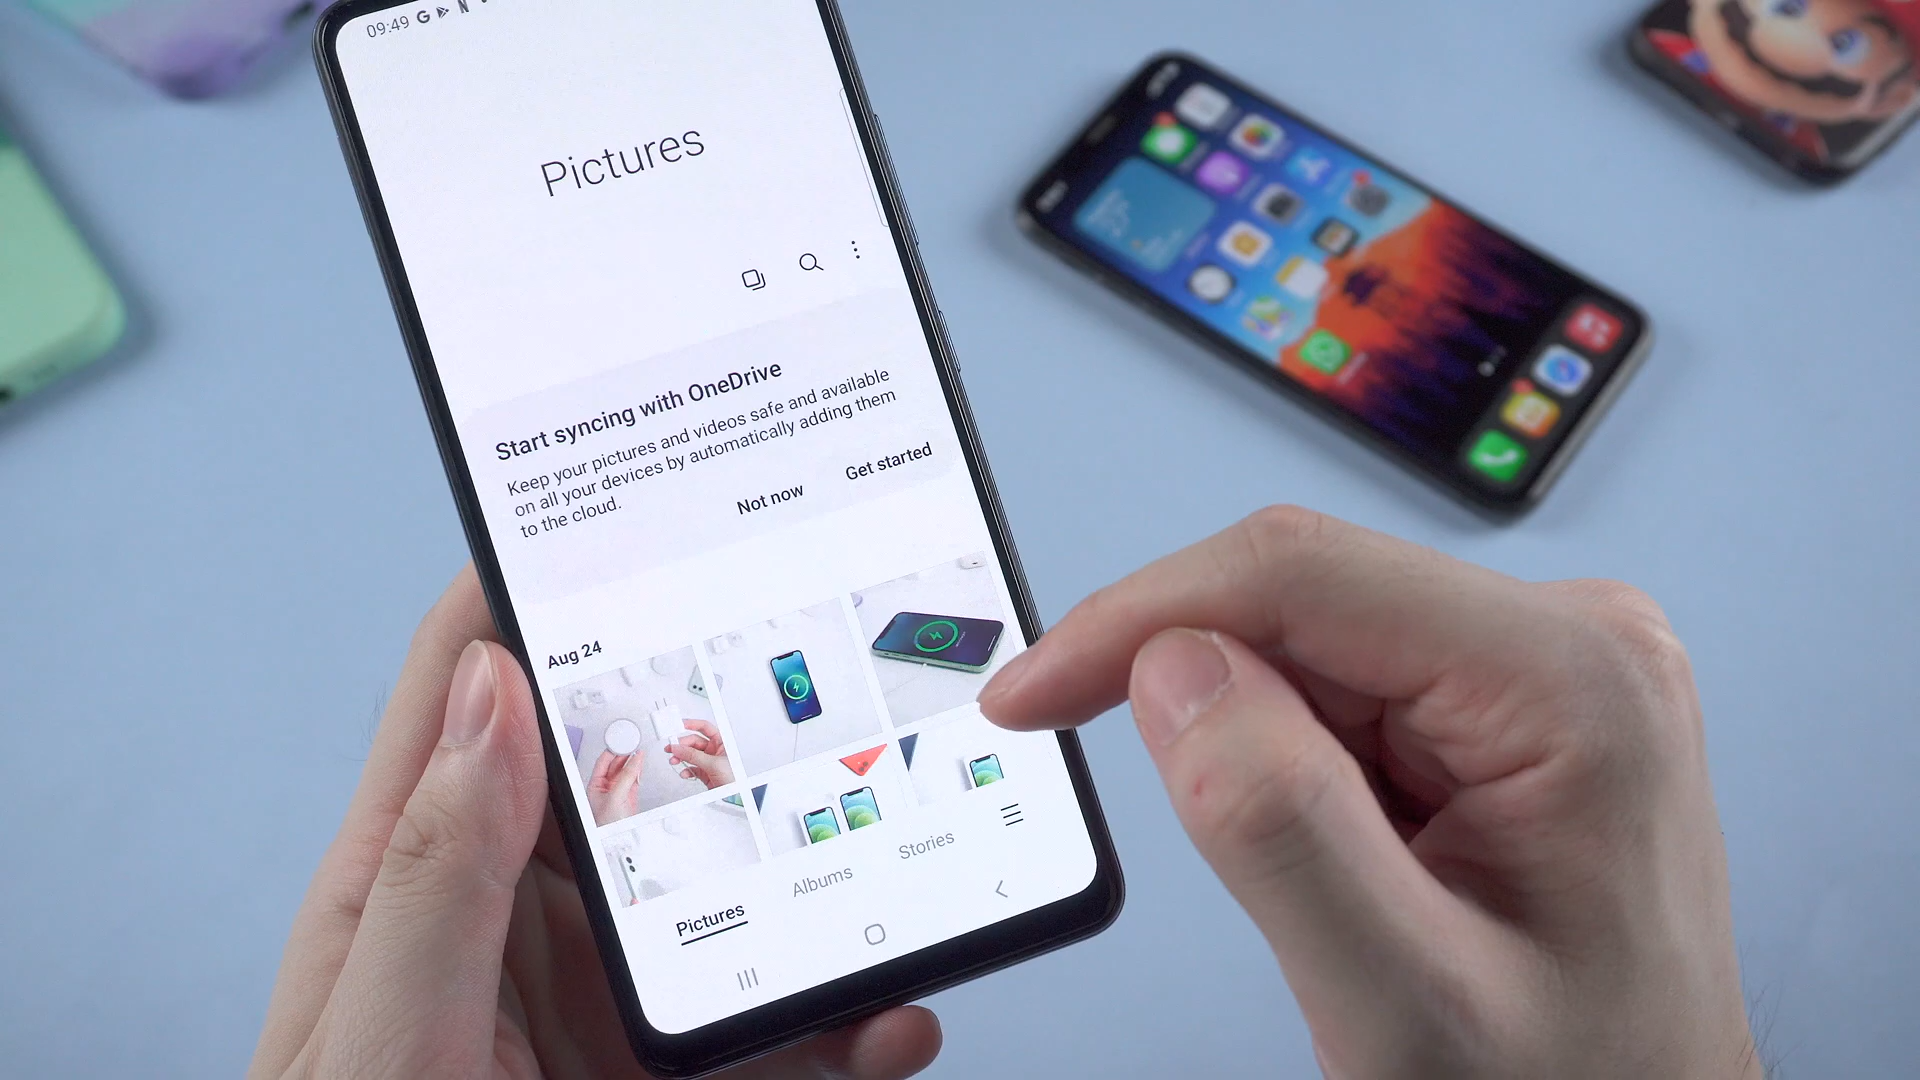 09:49
Pictures
Start syncing with OneDrive
Keep your pictures and videos safe and available
on all your devices by automatically adding them
to the cloud.
Not now
Get started
Aug 24
Pictures
Albums
Stories